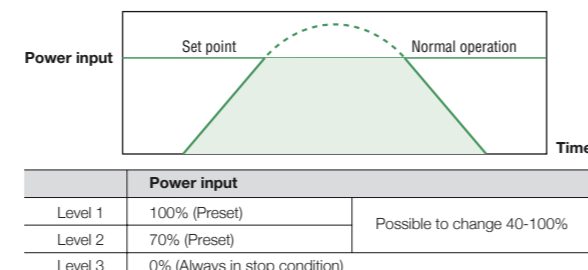 Set point
Normal operation
Power input
Time
Power input
Level 1 100% (Preset) Possible to change 40-100%
Level 2 70% (Preset)
Level 3 0% (Always in stop condition)